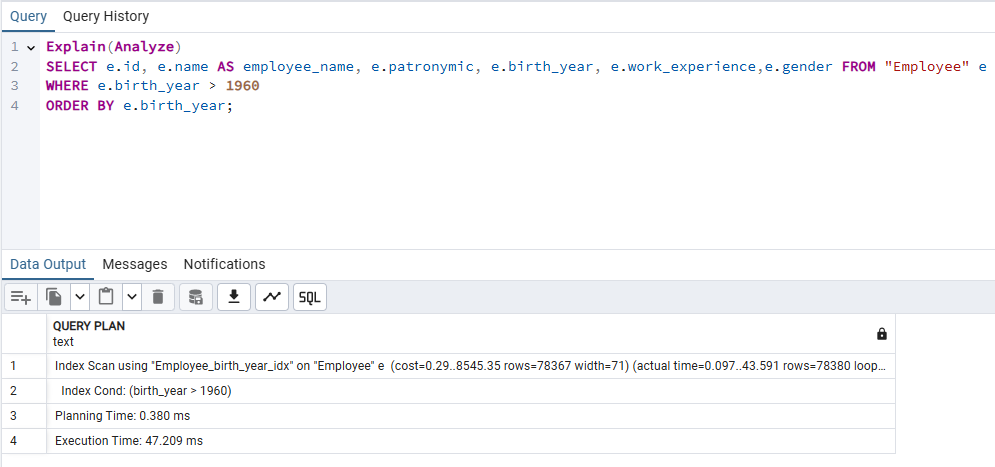 Query Query History
1 Explain(Analyze)
2 SELECT e.id, e.name AS employee_name, e.patronymic, e.birth_year, e.work_experience,e.gender FROM "Employee" e
3 WHERE e.birth_year > 1960
4 ORDER BY e.birth_year;
Data Output Messages Notifications
SQL
QUERY PLAN
text
1 Index Scan using "Employee_birth_year_idx" on "Employee" e (cost=0.29..8545.35 rows=78367 width=71) (actual time=0.097..43.591 rows=78380 loop...
2 Index Cond: (birth_year > 1960)
3 Planning Time: 0.380 ms
4 Execution Time: 47.209 ms